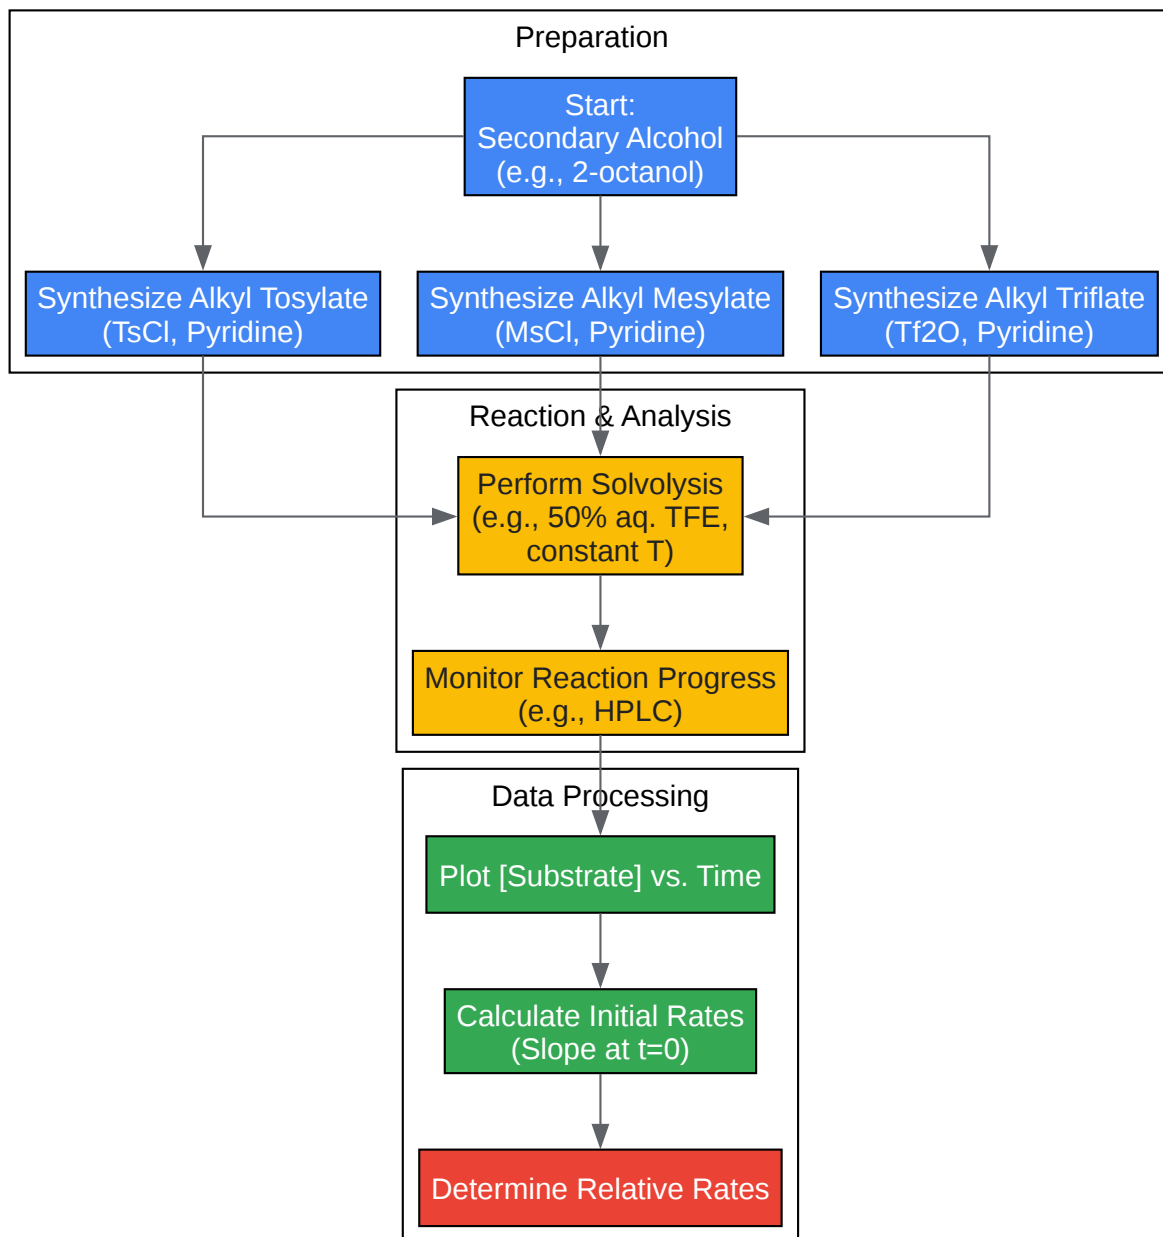 Preparation
Start:
Secondary Alcohol
(e.g., 2-octanol)
Synthesize Alkyl Tosylate
(TsCl, Pyridine)
Synthesize Alkyl Mesylate
(MsCl, Pyridine)
Synthesize Alkyl Triflate
(Tf2O, Pyridine)
Reaction & Analysis
Perform Solvolysis
(e.g., 50% aq. TFE,
constant T)
Monitor Reaction Progress
(e.g., HPLC)
Data Processing
Plot [Substrate] vs. Time
Calculate Initial Rates
(Slope at t=0)
Determine Relative Rates